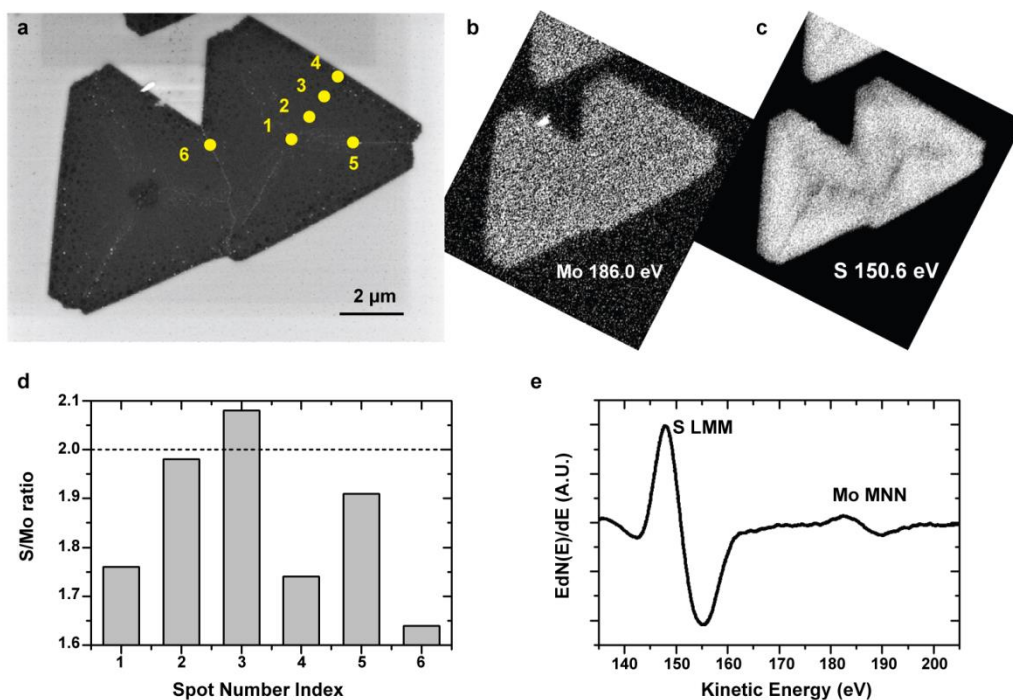 a
4
3
2
1
6
5
2 µm
b
Mo 186.0 eV
c
S 150.6 eV
d
2.1
2.0
1.9
1.8
1.7
1.6
S/Mo ratio
1 2 3 4 5 6
Spot Number Index
e
S LMM
Mo MNN
EdN(E)/dE (A.U.)
140 150 160 170 180 190 200
Kinetic Energy (eV)